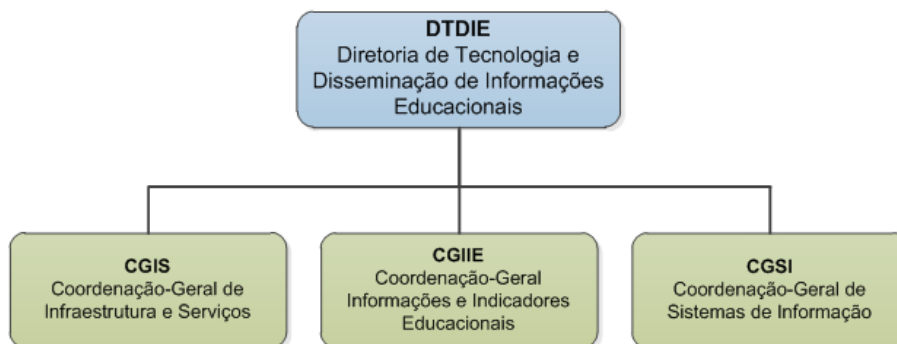 DTDIE
Diretoria de Tecnologia e
Disseminação de Informações
Educacionais
CGIS
Coordenação-Geral de
Infraestrutura e Serviços
CGIIE
Coordenação-Geral
Informações e Indicadores
Educacionais
CGSI
Coordenação-Geral de
Sistemas de Informação